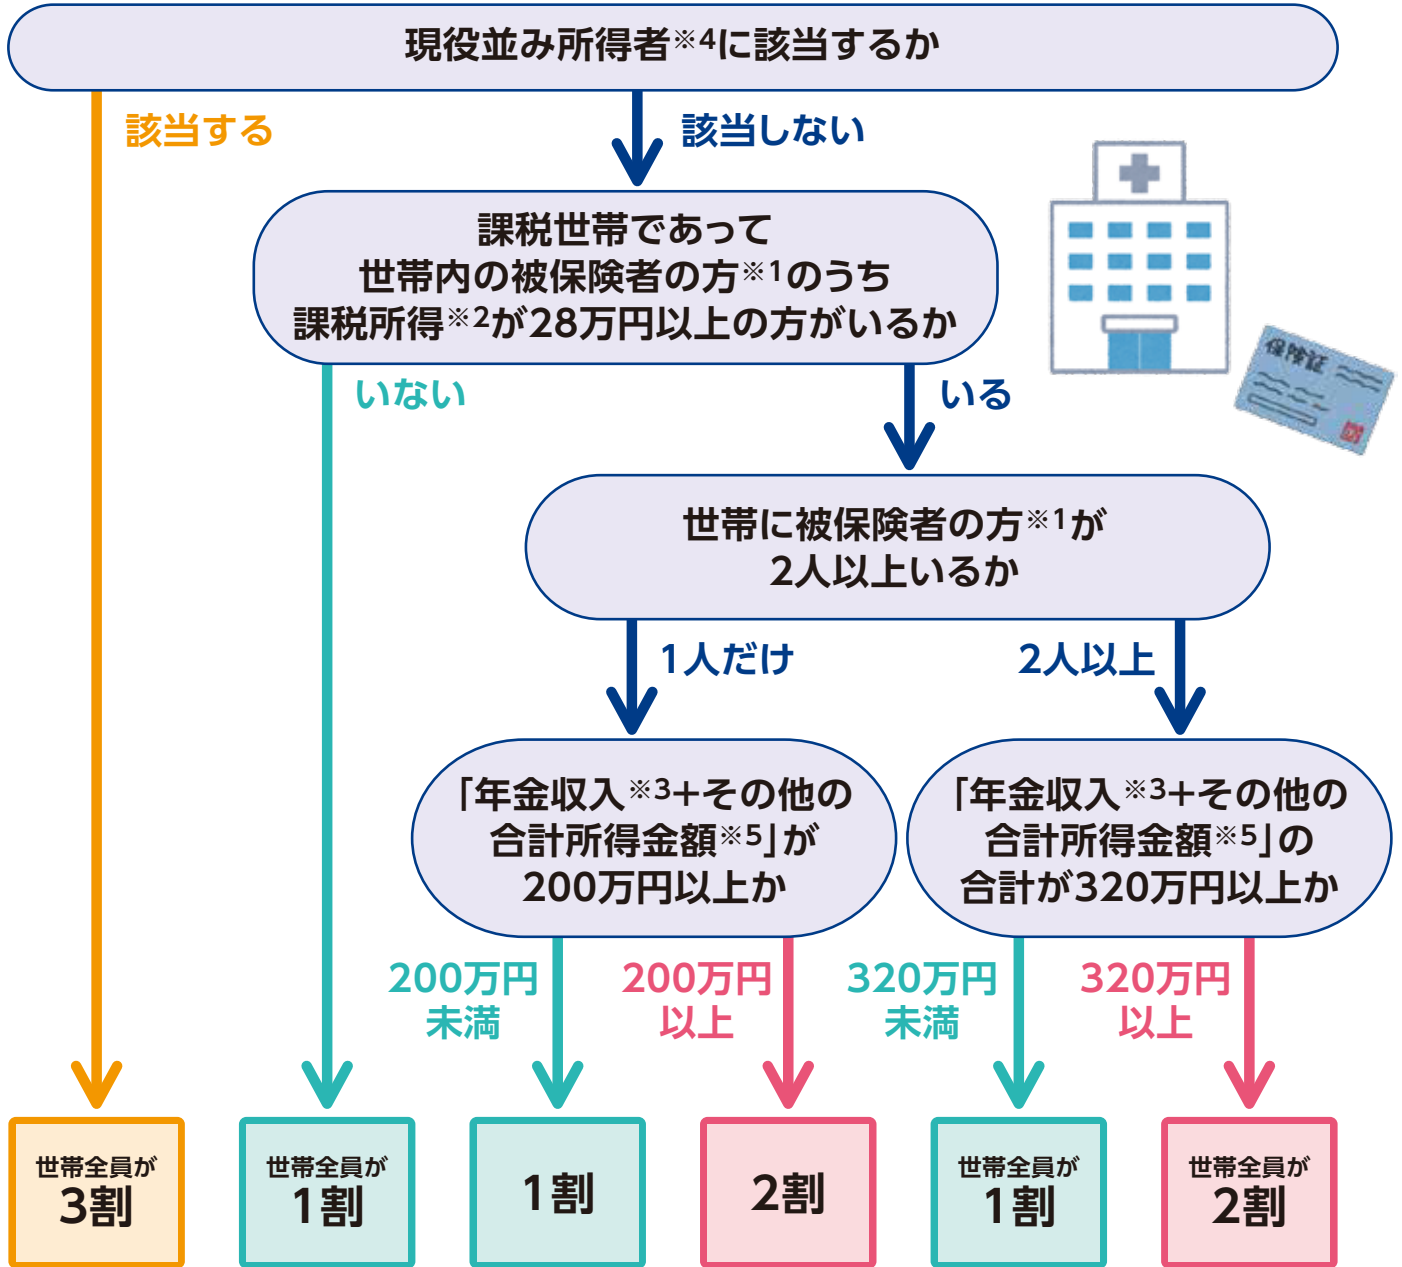 現役並み所得者※4に該当するか
該当する
該当しない
課税世帯であって
世帯内の被保険者の方※1のうち
課税所得※2が28万円以上の方がいるか
保険証
いない
いる
世帯に被保険者の方※1が
2人以上いるか
1人だけ
2人以上
「年金収入※3+その他の
合計所得金額※5」が
200万円以上か
「年金収入※3+その他の
合計所得金額※5」の
合計が320万円以上か
200万円
未満
200万円
以上
320万円
未満
320万円
以上
世帯全員が
3割
世帯全員が
1割
1割
2割
世帯全員が
1割
世帯全員が
2割